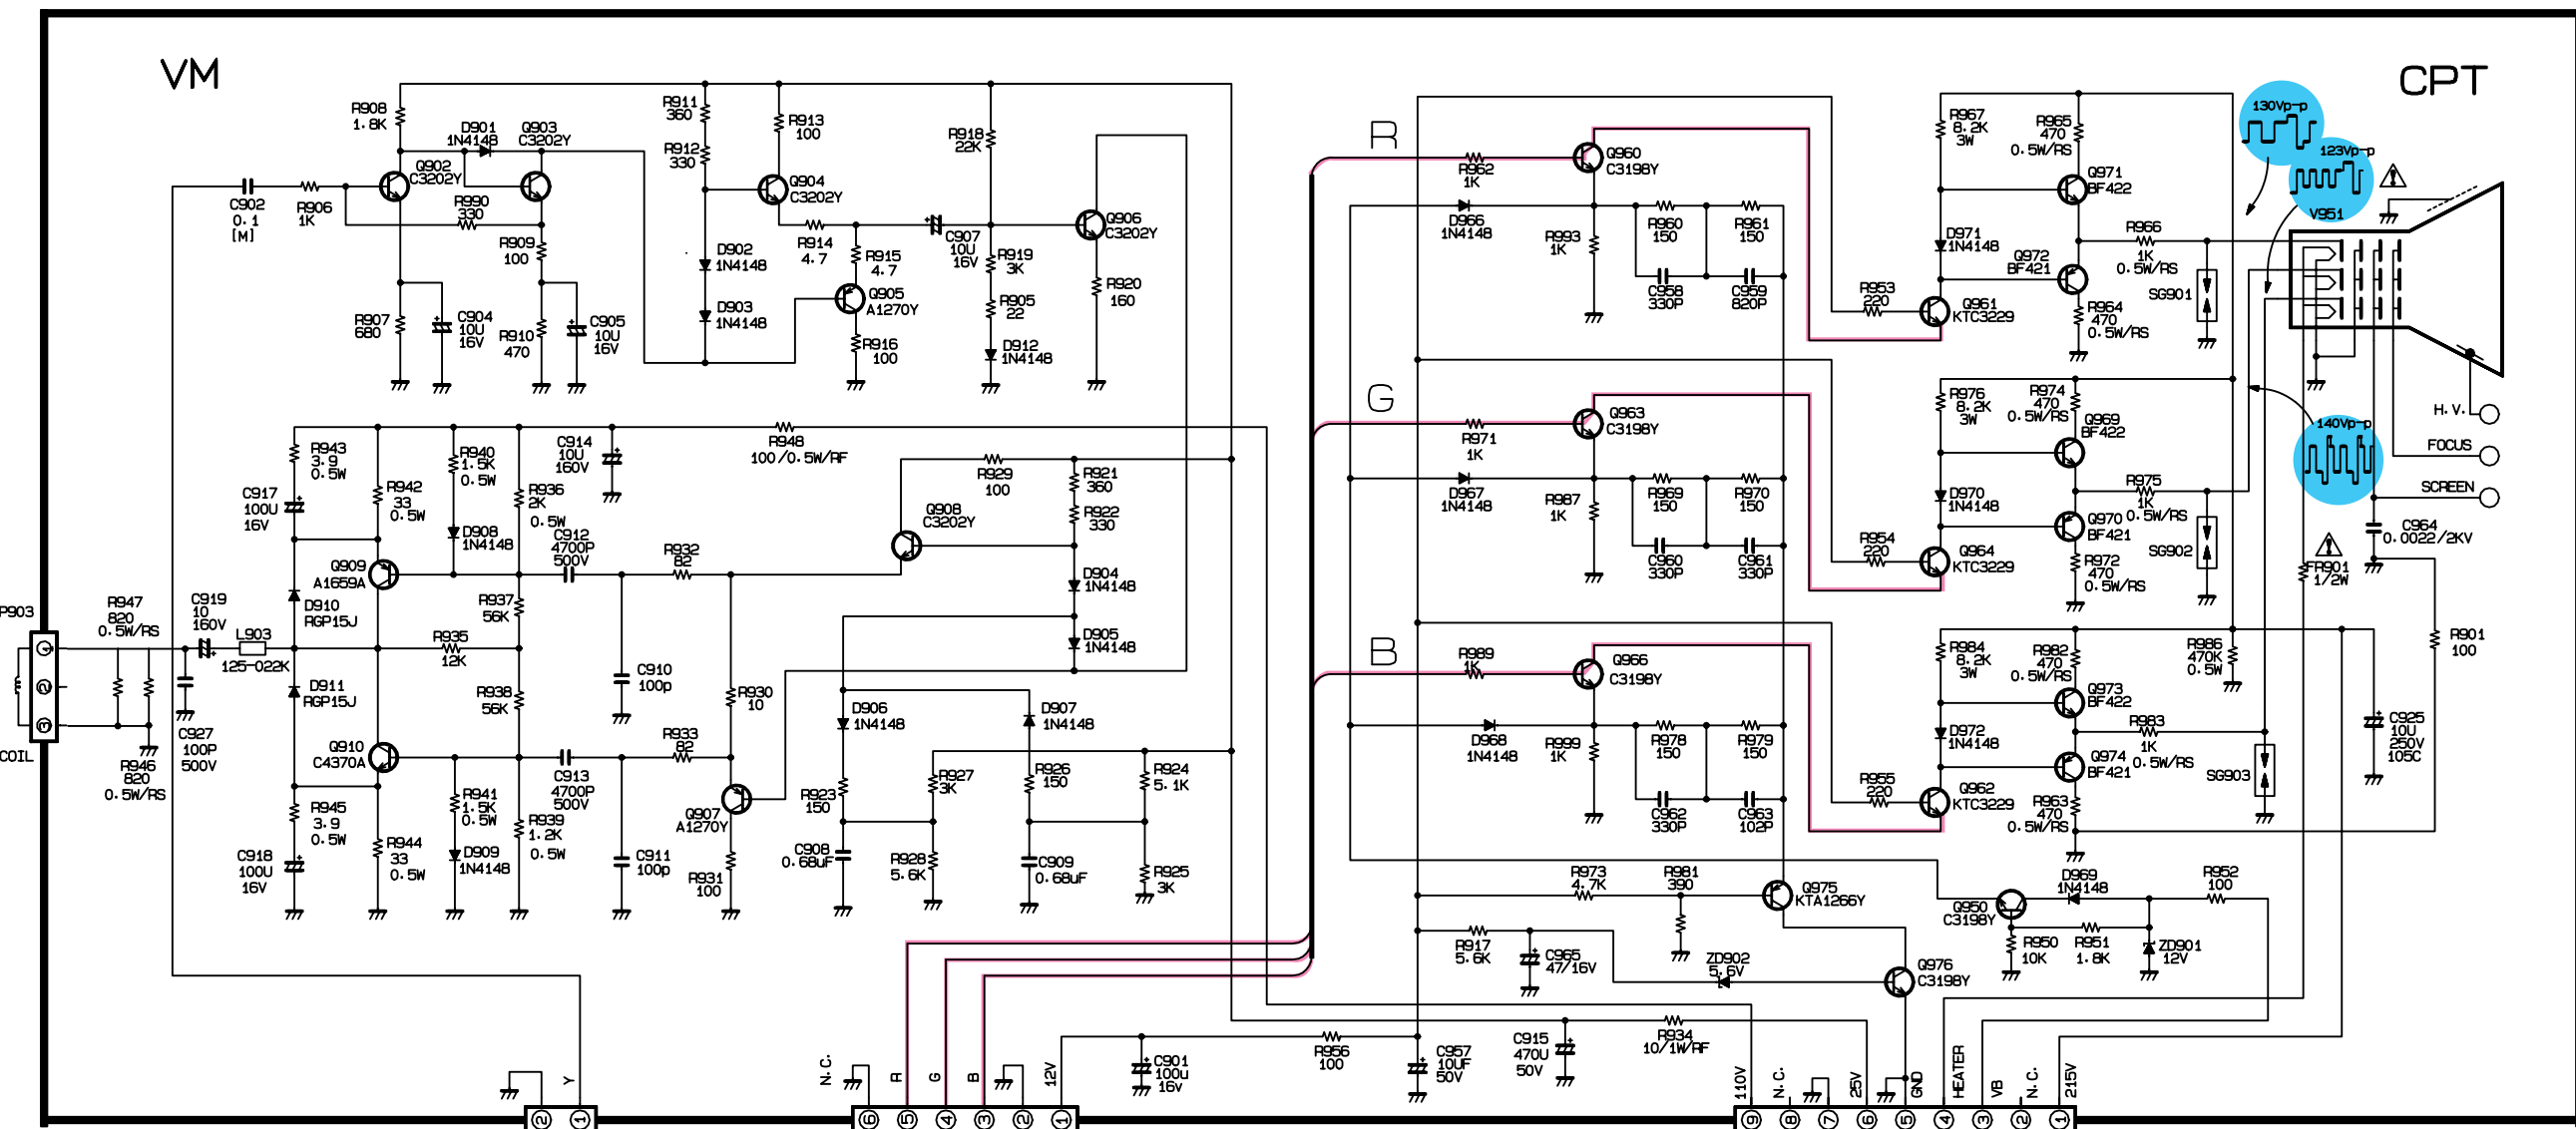 VM
CPT
R908
1.8K
D901
1N4148
Q903
C3202Y
Q902
C3202Y
C902
0.1
[M]
R906
1K
R990
330
R909
100
R907
680
C904
10U
16V
R910
470
C905
10U
16V
R911
360
R912
330
R913
100
Q904
C3202Y
D902
1N4148
D903
1N4148
R914
4.7
R915
4.7
Q905
A1270Y
R916
100
C907
10U
16V
R918
22K
R919
3K
R905
22
D912
1N4148
Q906
C3202Y
R920
160
R943
3.9
0.5W
C917
100U
16V
R942
33
0.5W
R940
1.5K
0.5W
D908
1N4148
R936
2K
0.5W
C914
10U
160V
R948
100/0.5W/RF
C912
4700P
500V
Q909
A1659A
D910
RGP15J
R937
56K
R935
12K
R938
56K
D911
RGP15J
Q910
C4370A
P903
COIL
1
2
3
R947
820
0.5W/RS
C919
10
160V
L903
125-022K
C927
100P
500V
R946
820
0.5W/RS
R945
3.9
0.5W
C918
100U
16V
R944
33
0.5W
R941
1.5K
0.5W
D909
1N4148
R939
1.2K
0.5W
C913
4700P
500V
C910
100p
C911
100p
R932
82
R933
82
R930
10
Q907
A1270Y
R931
100
Q908
C3202Y
R929
100
R921
360
R922
330
D904
1N4148
D905
1N4148
D906
1N4148
D907
1N4148
R923
150
C908
0.68uF
R927
3K
R928
5.6K
R926
150
C909
0.68uF
R924
5.1K
R925
3K
R
R962
1K
Q960
C3198Y
D966
1N4148
R993
1K
R960
150
R961
150
C958
330P
C959
820P
R953
220
Q961
KTC3229
R967
8.2K
3W
D971
1N4148
R965
470
0.5W/RS
Q971
BF422
Q972
BF421
R966
1K
0.5W/RS
R964
470
0.5W/RS
SG901
130Vp-p
123Vp-p
V951
G
R971
1K
Q963
C3198Y
D967
1N4148
R987
1K
R969
150
R970
150
C960
330P
C961
330P
R954
220
Q964
KTC3229
R976
8.2K
3W
D970
1N4148
R974
470
0.5W/RS
Q969
BF422
Q970
BF421
R975
1K
0.5W/RS
R972
470
0.5W/RS
SG902
140Vp-p
H.V.
FOCUS
SCREEN
C964
0.0022/2KV
FR901
1/2W
R901
100
B
R989
1K
Q966
C3198Y
D968
1N4148
R999
1K
R978
150
R979
150
C962
330P
C963
102P
R955
220
Q962
KTC3229
R984
8.2K
3W
D972
1N4148
R982
470
0.5W/RS
Q973
BF422
Q974
BF421
R983
1K
0.5W/RS
R963
470
0.5W/RS
R986
470K
0.5W
SG903
C925
10U
250V
105C
R973
4.7K
R981
390
Q975
KTA1266Y
R917
5.6K
C965
47/16V
ZD902
5.6V
Q976
C3198Y
Q950
C3198Y
D969
1N4148
R952
100
R950
10K
R951
1.8K
ZD901
12V
C901
100u
16v
R956
100
C957
10UF
50V
C915
470U
50V
R934
10/1W/RF
Y
N.C.
R
G
B
12V
110V
N.C.
25V
GND
HEATER
VB
N.C.
215V
2
1
6
5
4
3
2
1
9
8
7
6
5
4
3
2
1